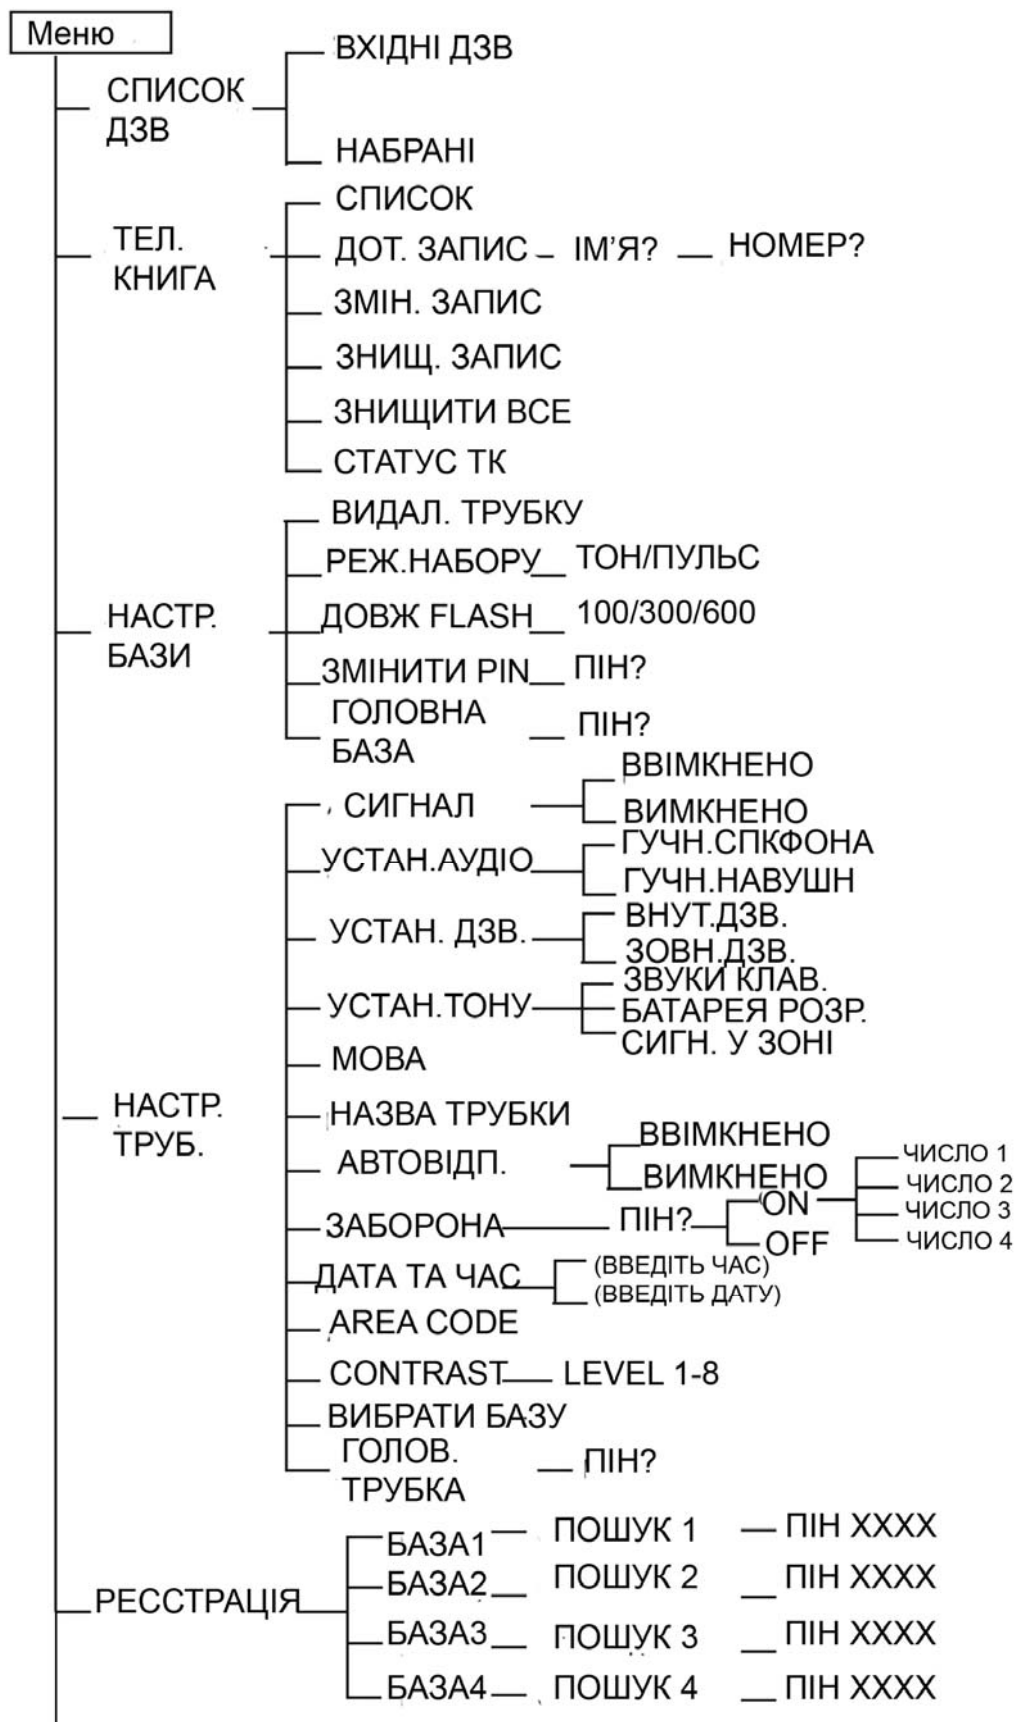 Меню
СПИСОК
ДЗВ
ВХІДНІ ДЗВ
НАБРАНІ
ТЕЛ.
КНИГА
СПИСОК
ДОТ. ЗАПИС ІМ'Я? НОМЕР?
ЗМІН. ЗАПИС
ЗНИЩ. ЗАПИС
ЗНИЩИТИ ВСЕ
СТАТУС ТК
НАСТР.
БАЗИ
ВИДАЛ. ТРУБКУ
РЕЖ.НАБОРУ ТОН/ПУЛЬС
ДОВЖ FLASH 100/300/600
ЗМІНИТИ PIN ПІН?
ГОЛОВНА
БАЗА
ПІН?
НАСТР.
ТРУБ.
СИГНАЛ
ВВІМКНЕНО
ВИМКНЕНО
УСТАН.АУДІО
ГУЧН.СПКФОНА
ГУЧН.НАВУШН
УСТАН. ДЗВ.
ВНУТ.ДЗВ.
ЗОВН.ДЗВ.
УСТАН.ТОНУ
ЗВУКИ КЛАВ.
БАТАРЕЯ РОЗР.
СИГН. У ЗОНІ
МОВА
НАЗВА ТРУБКИ
АВТОВІДП.
ВВІМКНЕНО
ВИМКНЕНО
ЗАБОРОНА ПІН?
ON
OFF
ЧИСЛО 1
ЧИСЛО 2
ЧИСЛО 3
ЧИСЛО 4
ДАТА ТА ЧАС
(ВВЕДІТЬ ЧАС)
(ВВЕДІТЬ ДАТУ)
AREA CODE
CONTRAST LEVEL 1-8
ВИБРАТИ БАЗУ
ГОЛОВ.
ТРУБКА
ПІН?
РЕССТРАЦІЯ
БАЗА1 ПОШУК 1 ПІН ХХХХ
БАЗА2 ПОШУК 2 ПІН ХХХХ
БАЗА3 ПОШУК 3 ПІН ХХХХ
БАЗА4 ПОШУК 4 ПІН ХХХХ